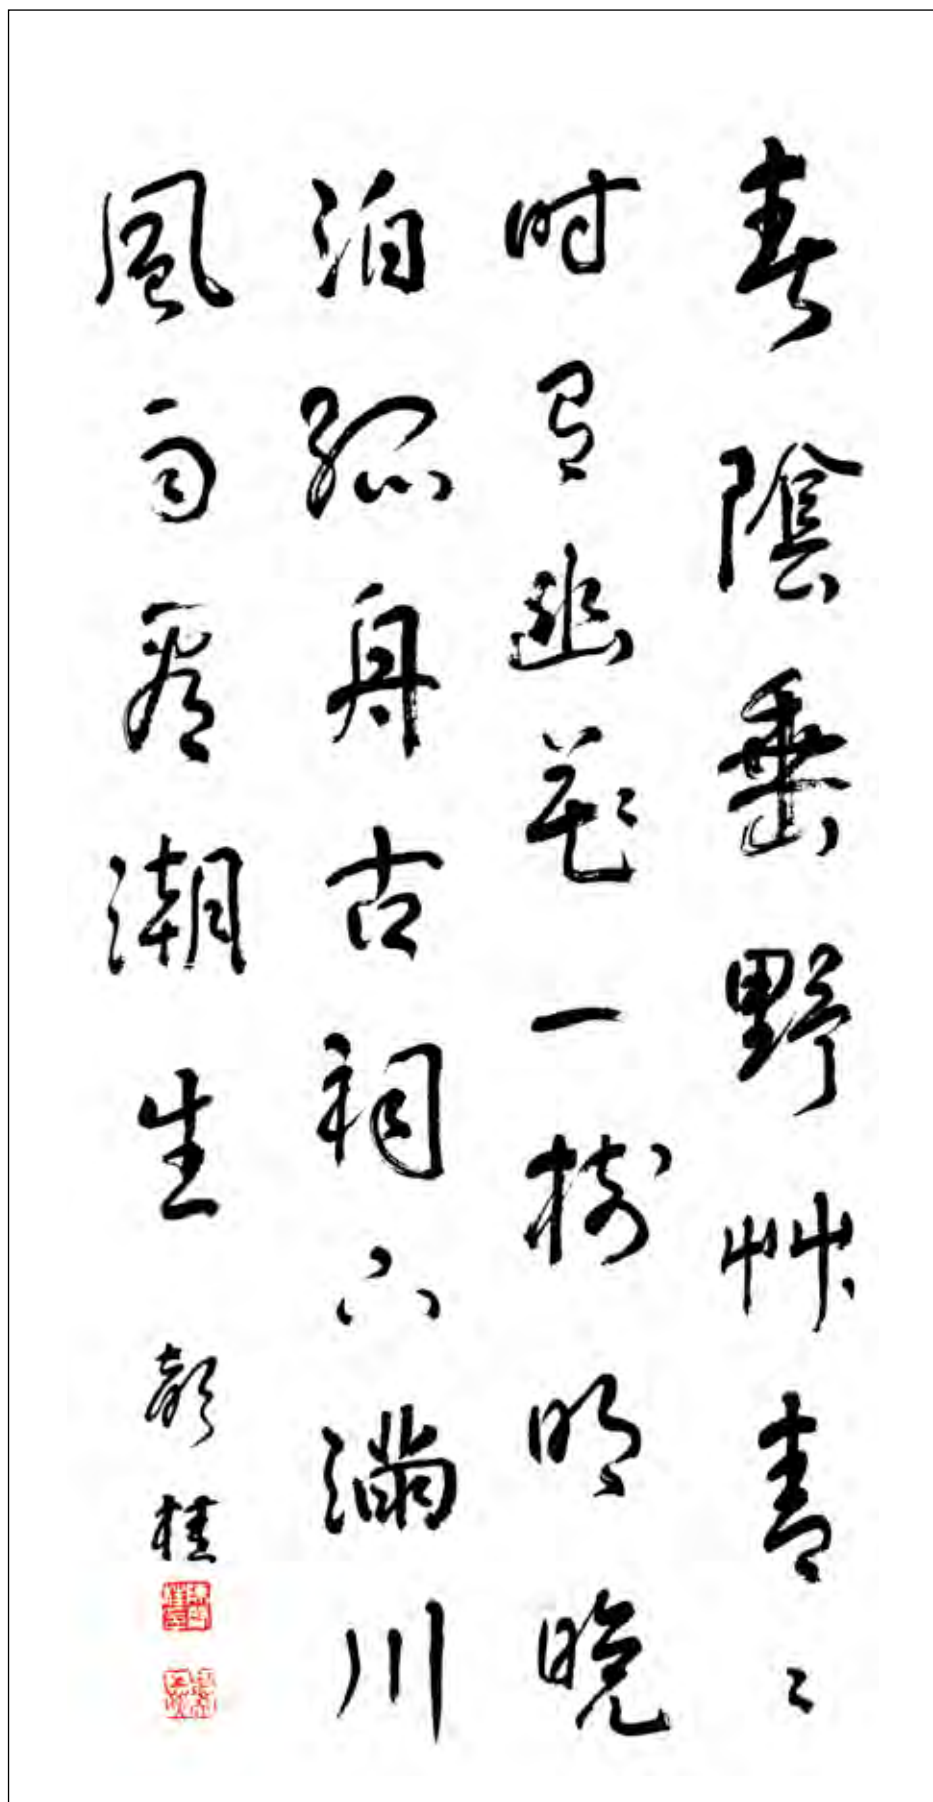 春陰垂野艸青〻
时有幽花一樹明晚
泊孤舟古祠下滿川
風雨看潮生
桂